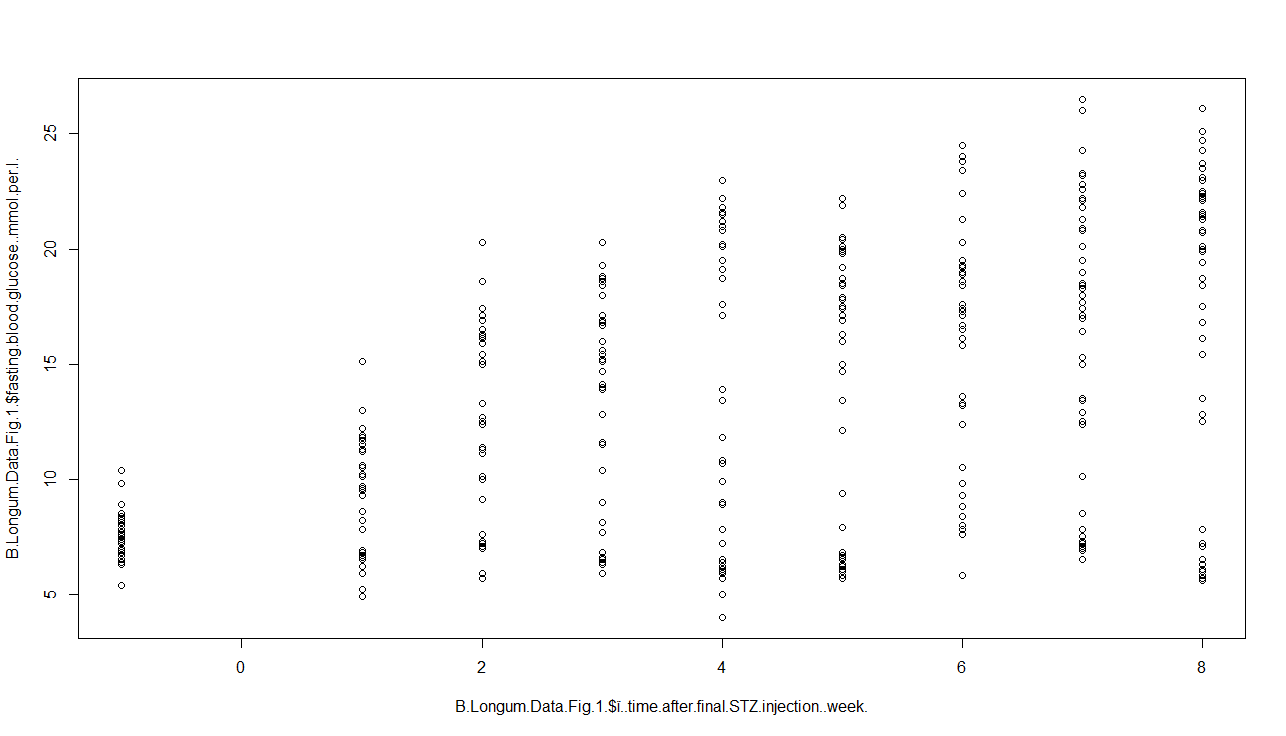 B.Longum.Data.Fig.1.$fasting.blood.glucose..mmol.per.l.
25
20
15
10
5
0 2 4 6 8
B.Longum.Data.Fig.1.$ï..time.after.final.STZ.injection..week.